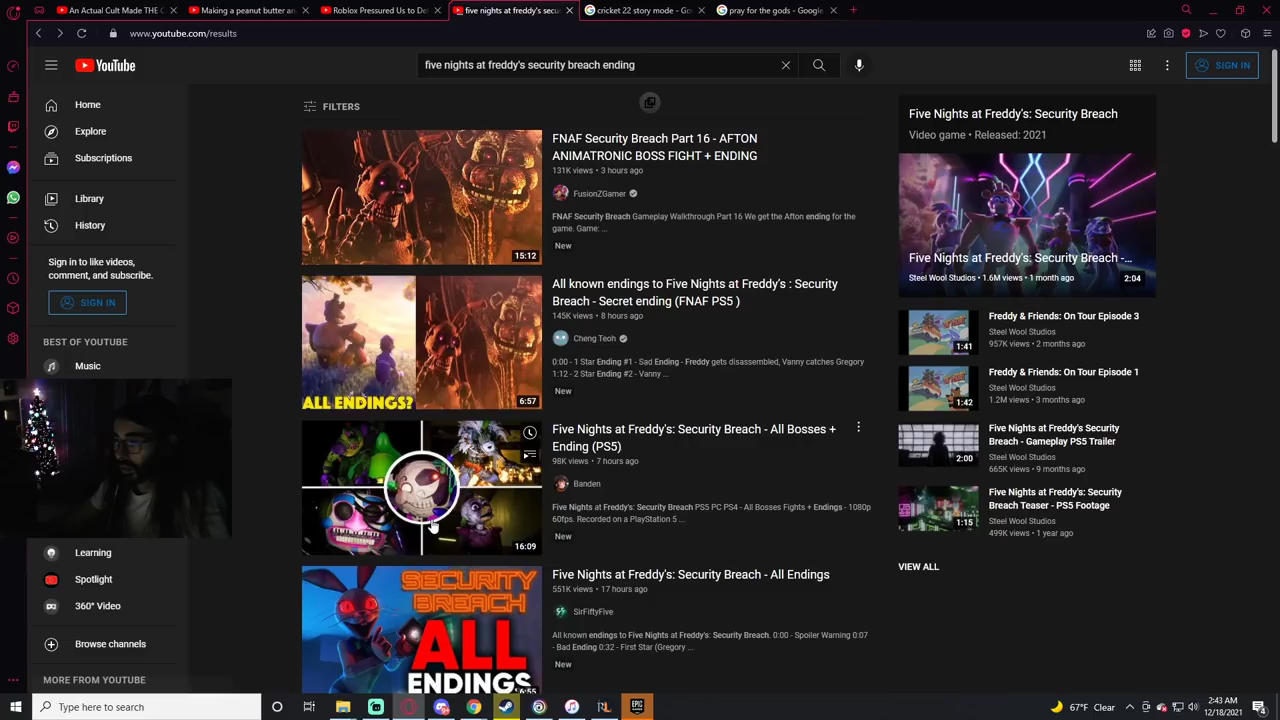 An Actual Cult Made THE C
Making a peanut butter an
Roblox Pressured Us to De
five nights at freddy's secu
cricket 22 story mode - Go
pray for the gods - Google
www.youtube.com/results
YouTube
five nights at freddy's security breach ending
SIGN IN
Home
Explore
Subscriptions
Library
History
Sign in to like videos,
comment, and subscribe.
SIGN IN
BEST OF YOUTUBE
Music
Learning
Spotlight
360° Video
Browse channels
MORE FROM YOUTUBE
FILTERS
15:12
FNAF Security Breach Part 16 - AFTON
ANIMATRONIC BOSS FIGHT + ENDING
131K views • 3 hours ago
FusionZGamer
FNAF Security Breach Gameplay Walkthrough Part 16 We get the Afton ending for the
game. Game: ...
New
ALL ENDINGS?
6:57
All known endings to Five Nights at Freddy's : Security
Breach - Secret ending (FNAF PS5 )
145K views • 8 hours ago
Cheng Teoh
0:00 - 1 Star Ending #1 - Sad Ending - Freddy gets disassembled, Vanny catches Gregory
1:12 - 2 Star Ending #2 - Vanny ...
New
16:09
Five Nights at Freddy's: Security Breach - All Bosses +
Ending (PS5)
98K views • 7 hours ago
Banden
Five Nights at Freddy's: Security Breach PS5 PC PS4 - All Bosses Fights + Endings - 1080p
60fps. Recorded on a PlayStation 5 ...
New
SECURITY
BREACH
ALL
ENDINGS
16:55
Five Nights at Freddy's: Security Breach - All Endings
551K views • 17 hours ago
SirFiftyFive
All known endings to Five Nights at Freddy's: Security Breach. 0:00 - Spoiler Warning 0:07
- Bad Ending 0:32 - First Star (Gregory ...
New
Five Nights at Freddy's: Security Breach
Video game • Released: 2021
Five Nights at Freddy's: Security Breach -...
Steel Wool Studios • 1.6M views • 1 month ago
2:04
1:41
Freddy & Friends: On Tour Episode 3
Steel Wool Studios
957K views • 2 months ago
1:42
Freddy & Friends: On Tour Episode 1
Steel Wool Studios
1.2M views • 3 months ago
2:00
Five Nights at Freddy's: Security
Breach - Gameplay PS5 Trailer
Steel Wool Studios
665K views • 9 months ago
1:15
Five Nights at Freddy's: Security
Breach Teaser - PS5 Footage
Steel Wool Studios
499K views • 1 year ago
VIEW ALL
Type here to search
EPIC
GAMES
67°F Clear
2:43 AM
12/18/2021